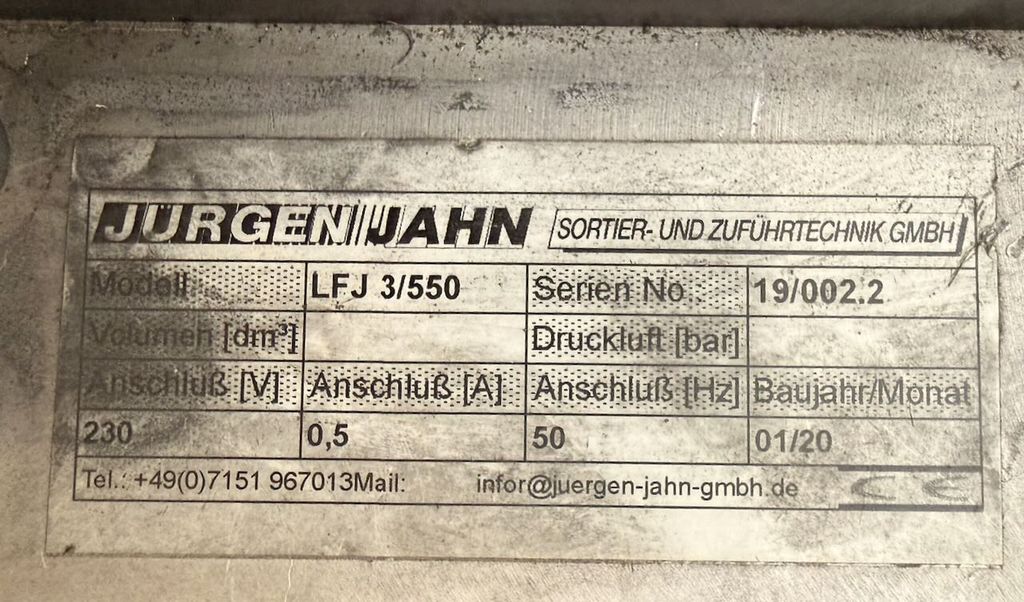 JÜRGEN JAHN SORTIER- UND ZUFÜHRTECHNIK GMBH
Modell LFJ 3/550 Serien No 19/002.2
Volumen [dm³] Druckluft [bar]
Anschluß [V] Anschluß [A] Anschluß [Hz] Baujahr/Monat
230 0,5 50 01/20
Tel.: +49(0)7151 967013Mail: infor@juergen-jahn-gmbh.de CE